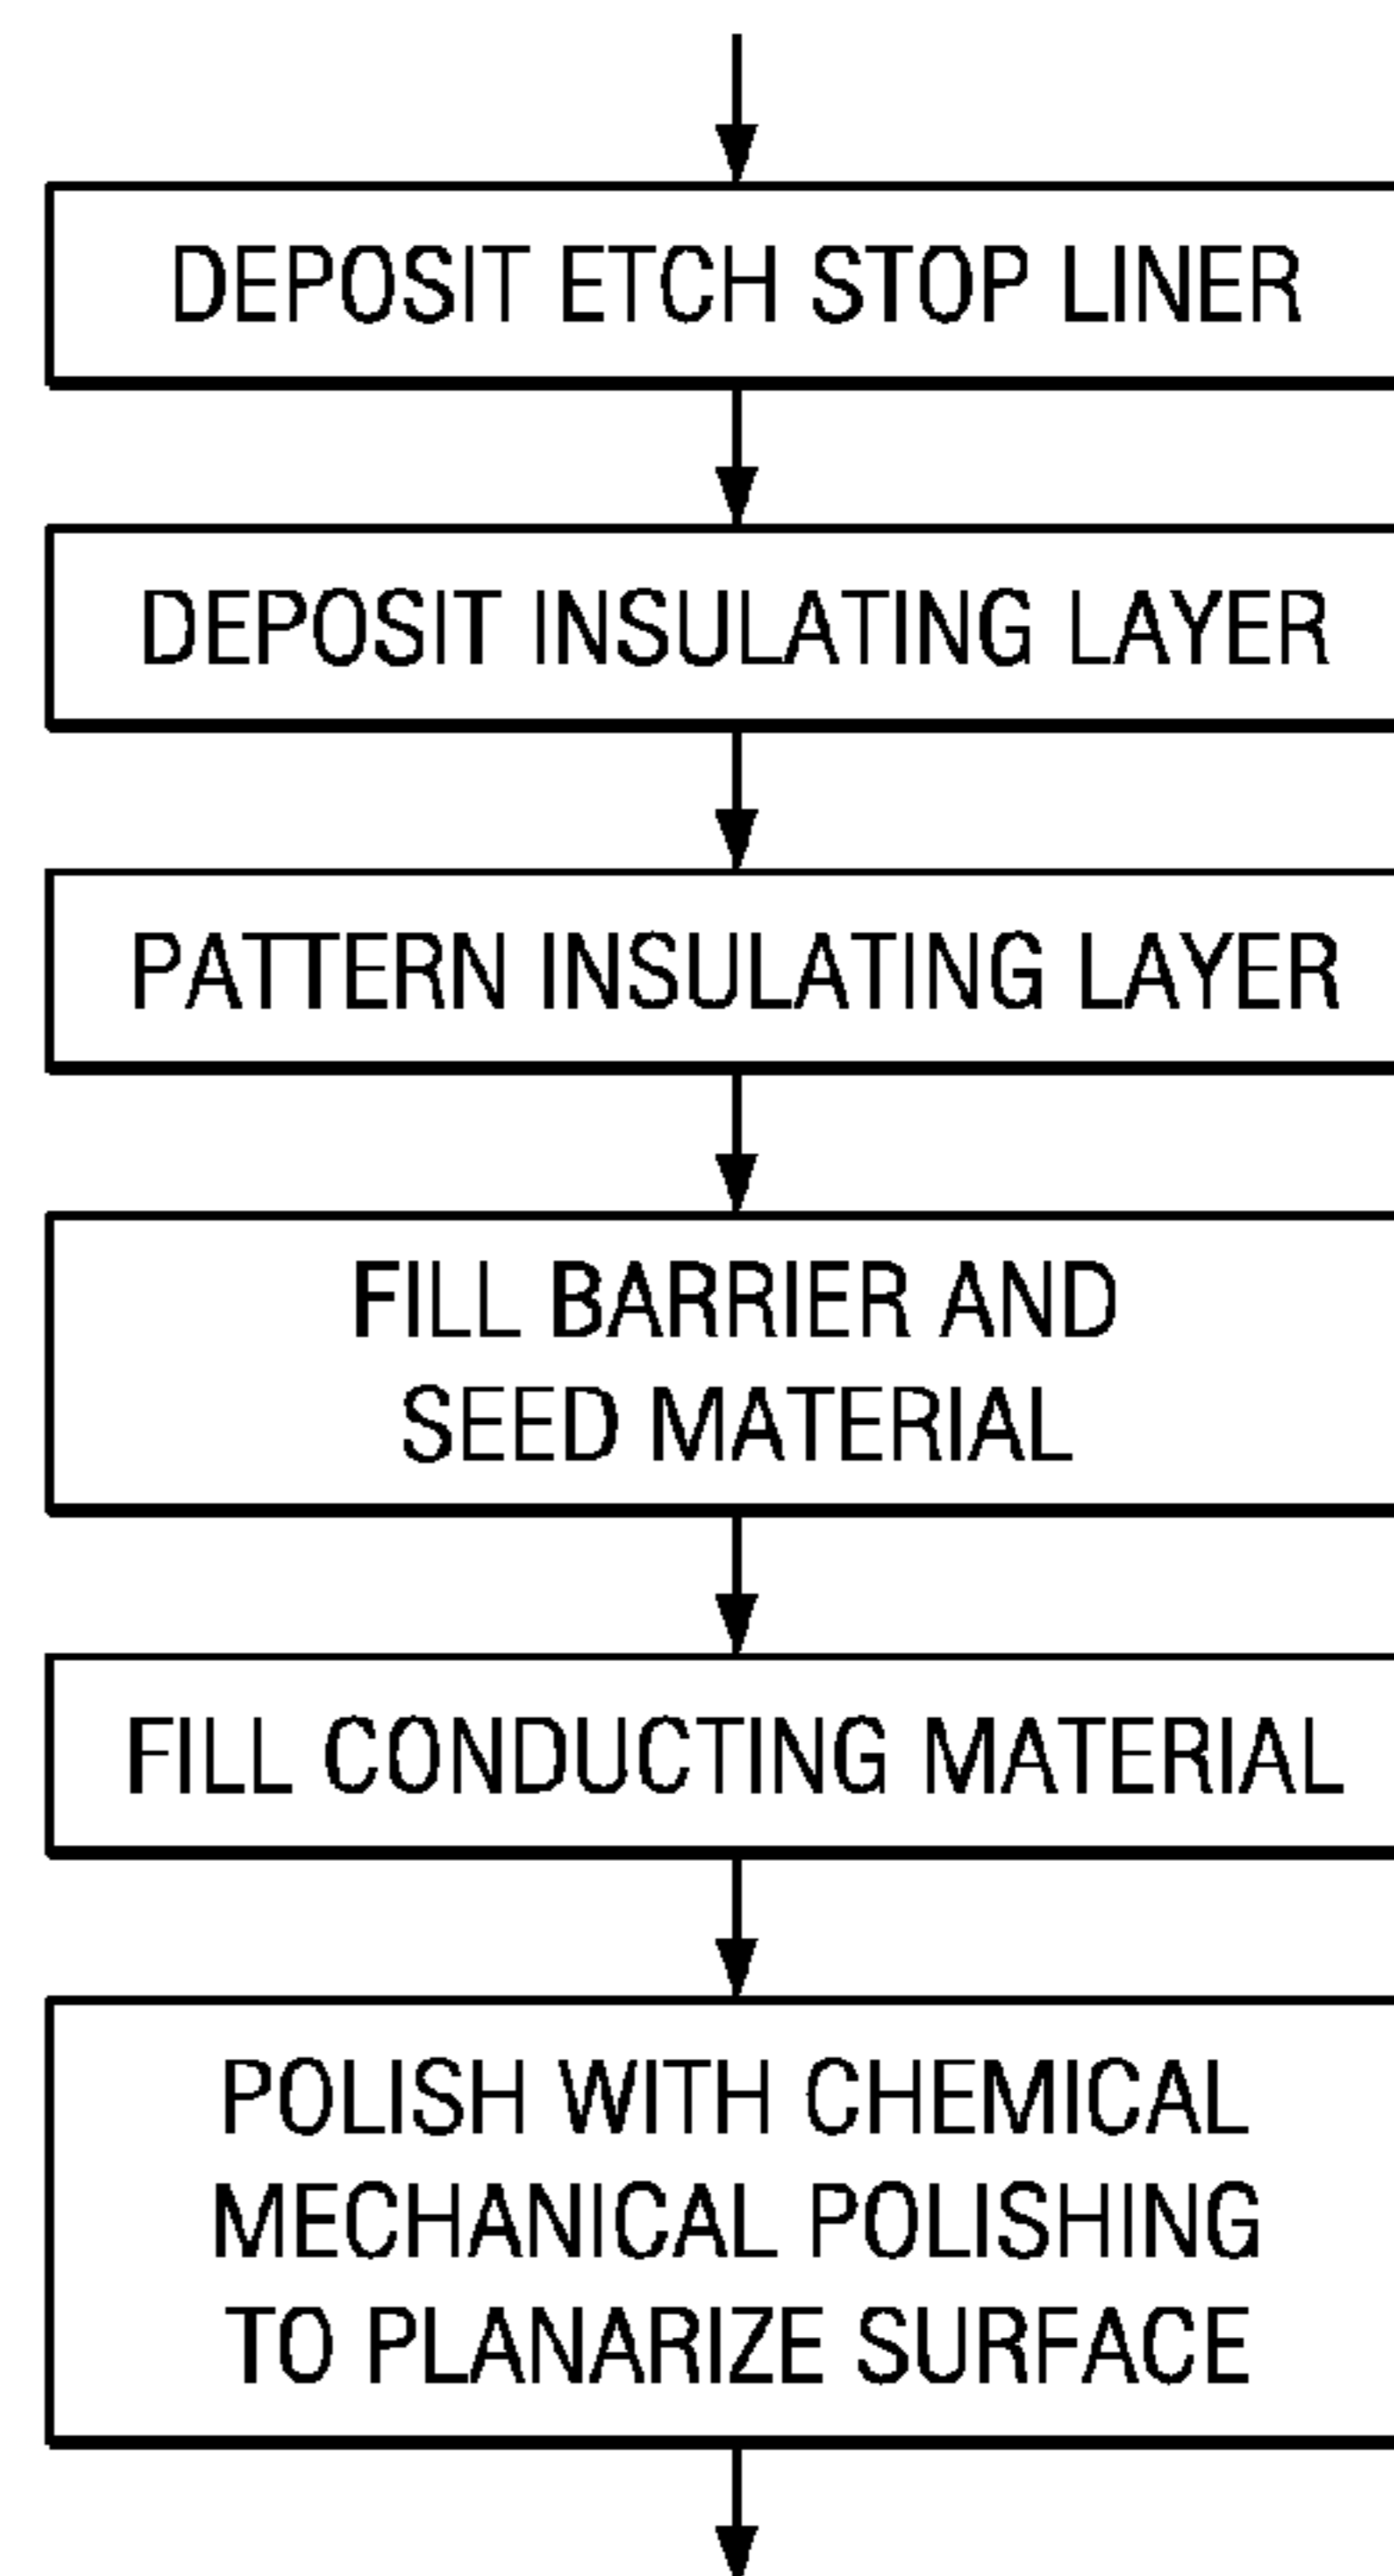 DEPOSIT ETCH STOP LINER
DEPOSIT INSULATING LAYER
PATTERN INSULATING LAYER
FILL BARRIER AND
SEED MATERIAL
FILL CONDUCTING MATERIAL
POLISH WITH CHEMICAL
MECHANICAL POLISHING
TO PLANARIZE SURFACE